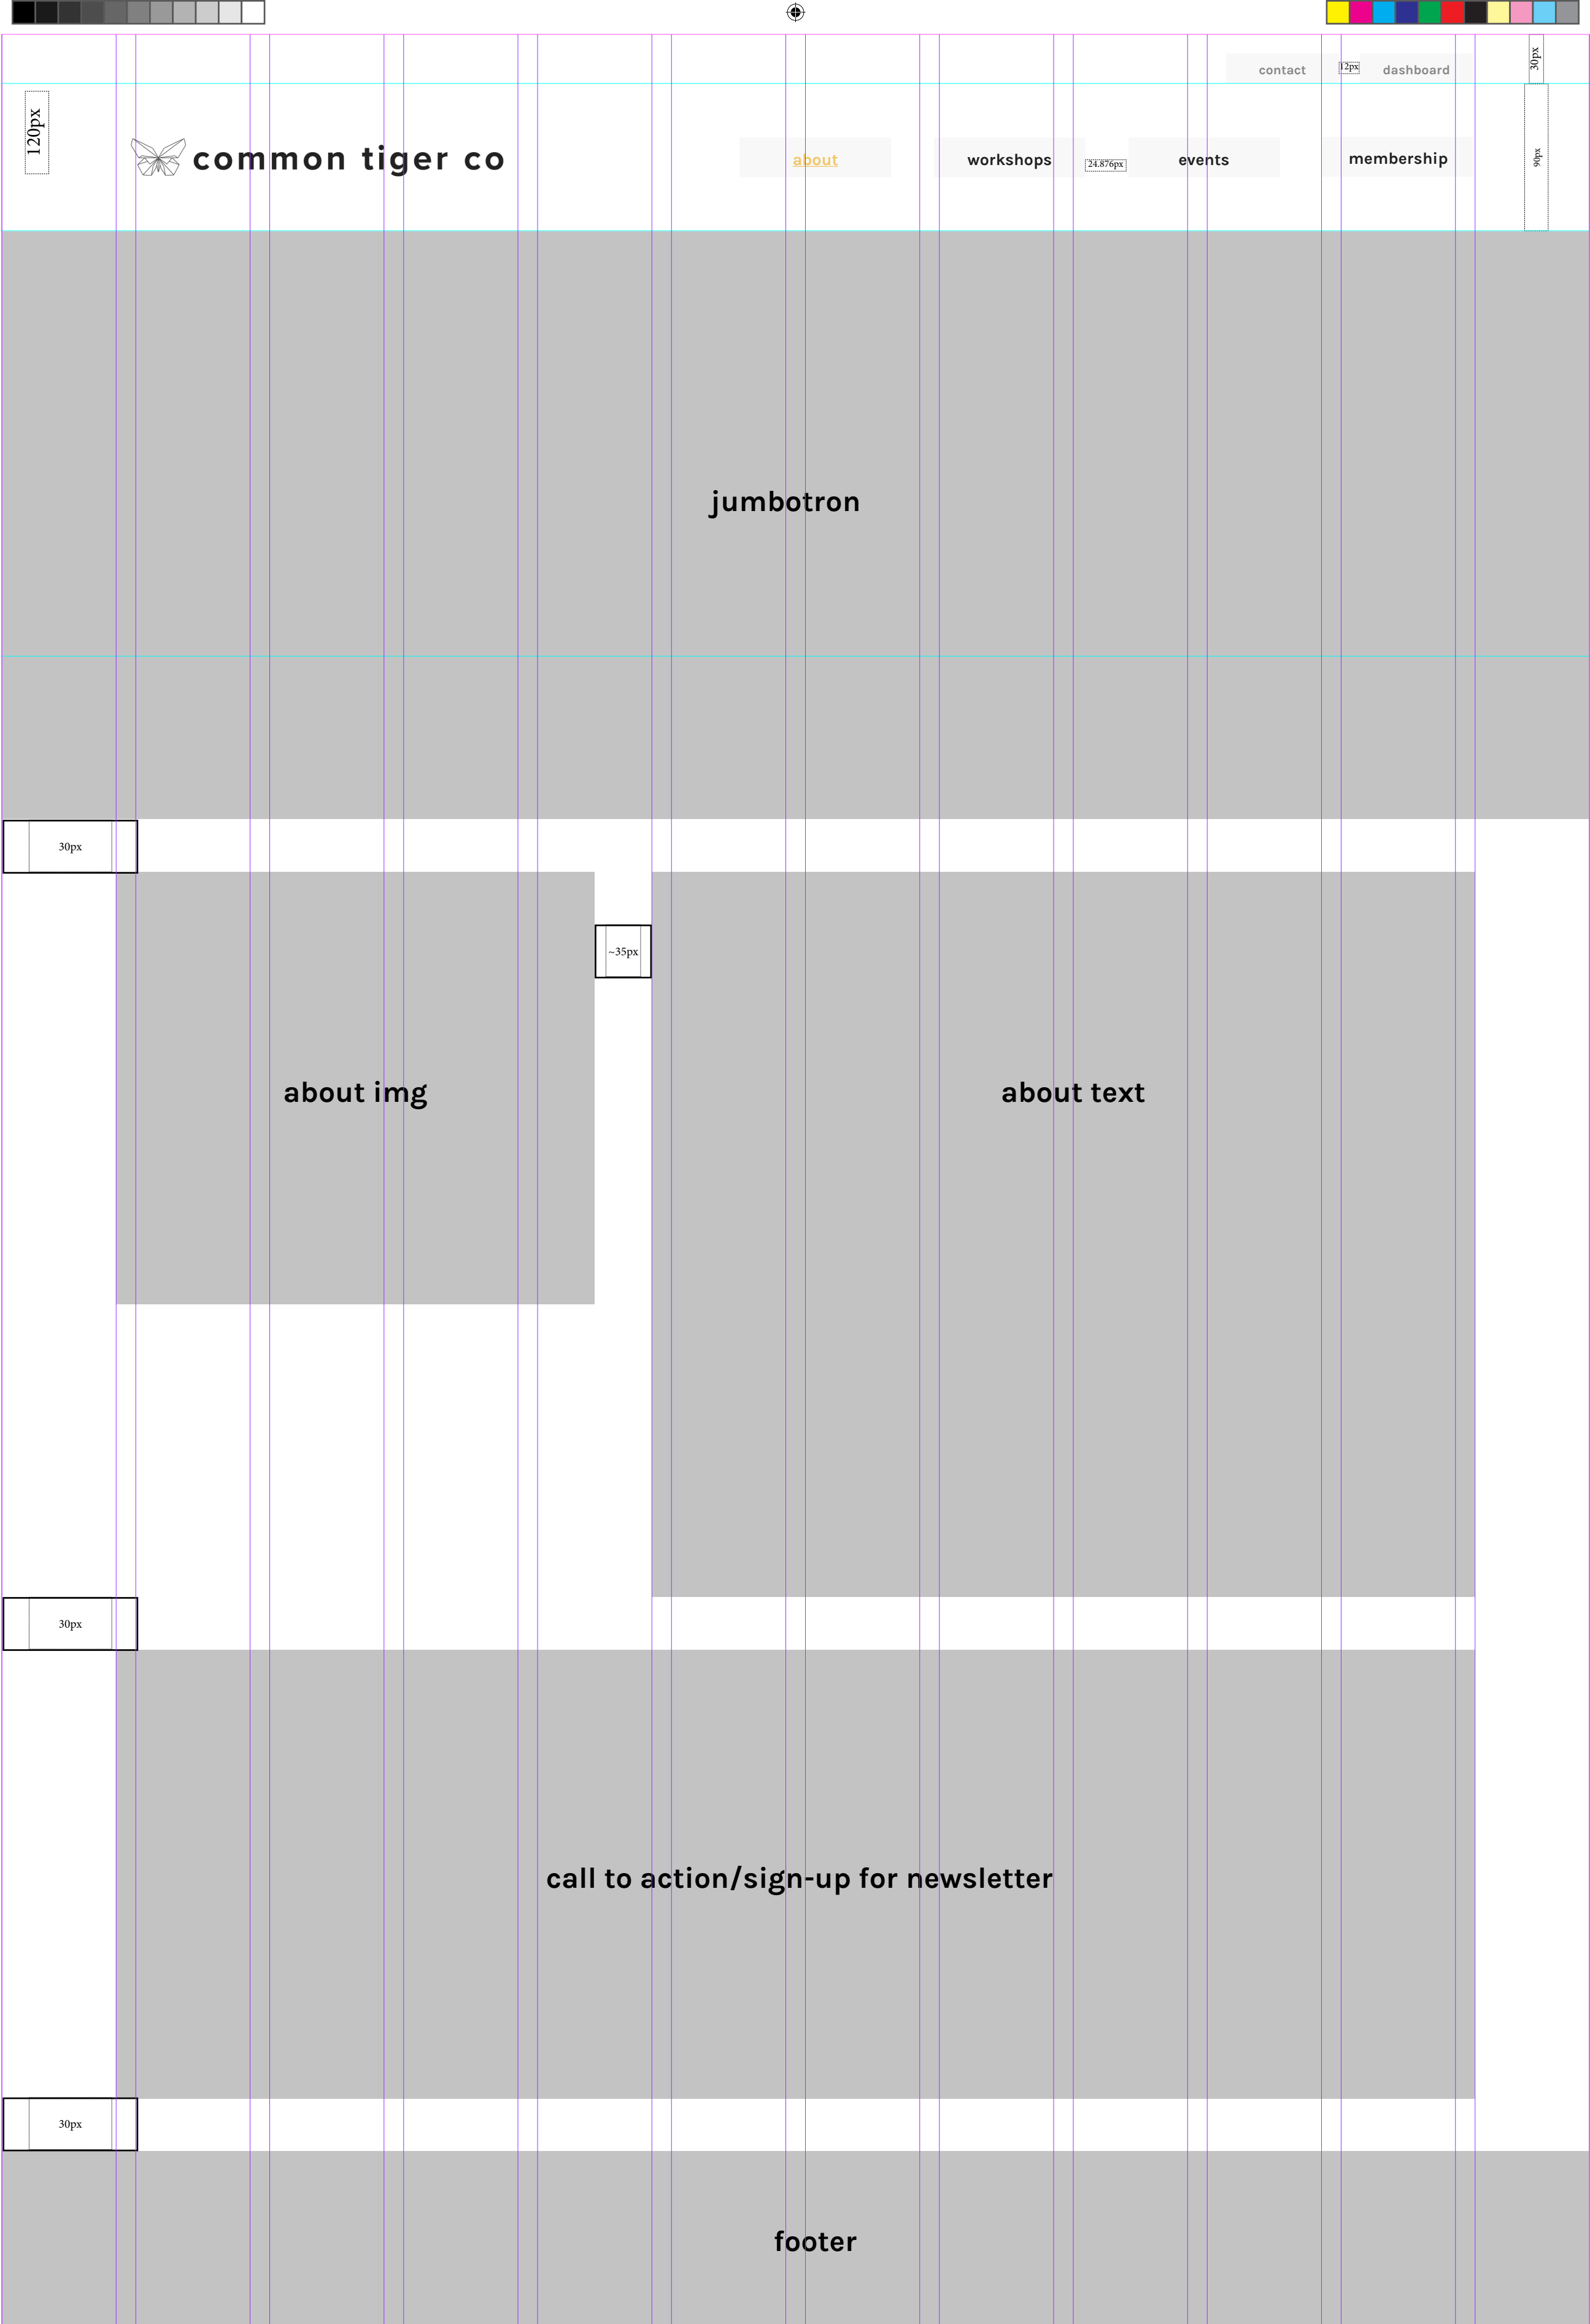 contact 12px dashboard 30px
120px
common tiger co about workshops 24.876px events membership 90px
jumbotron
30px
~35px
about img about text
30px
call to action/sign-up for newsletter
30px
footer